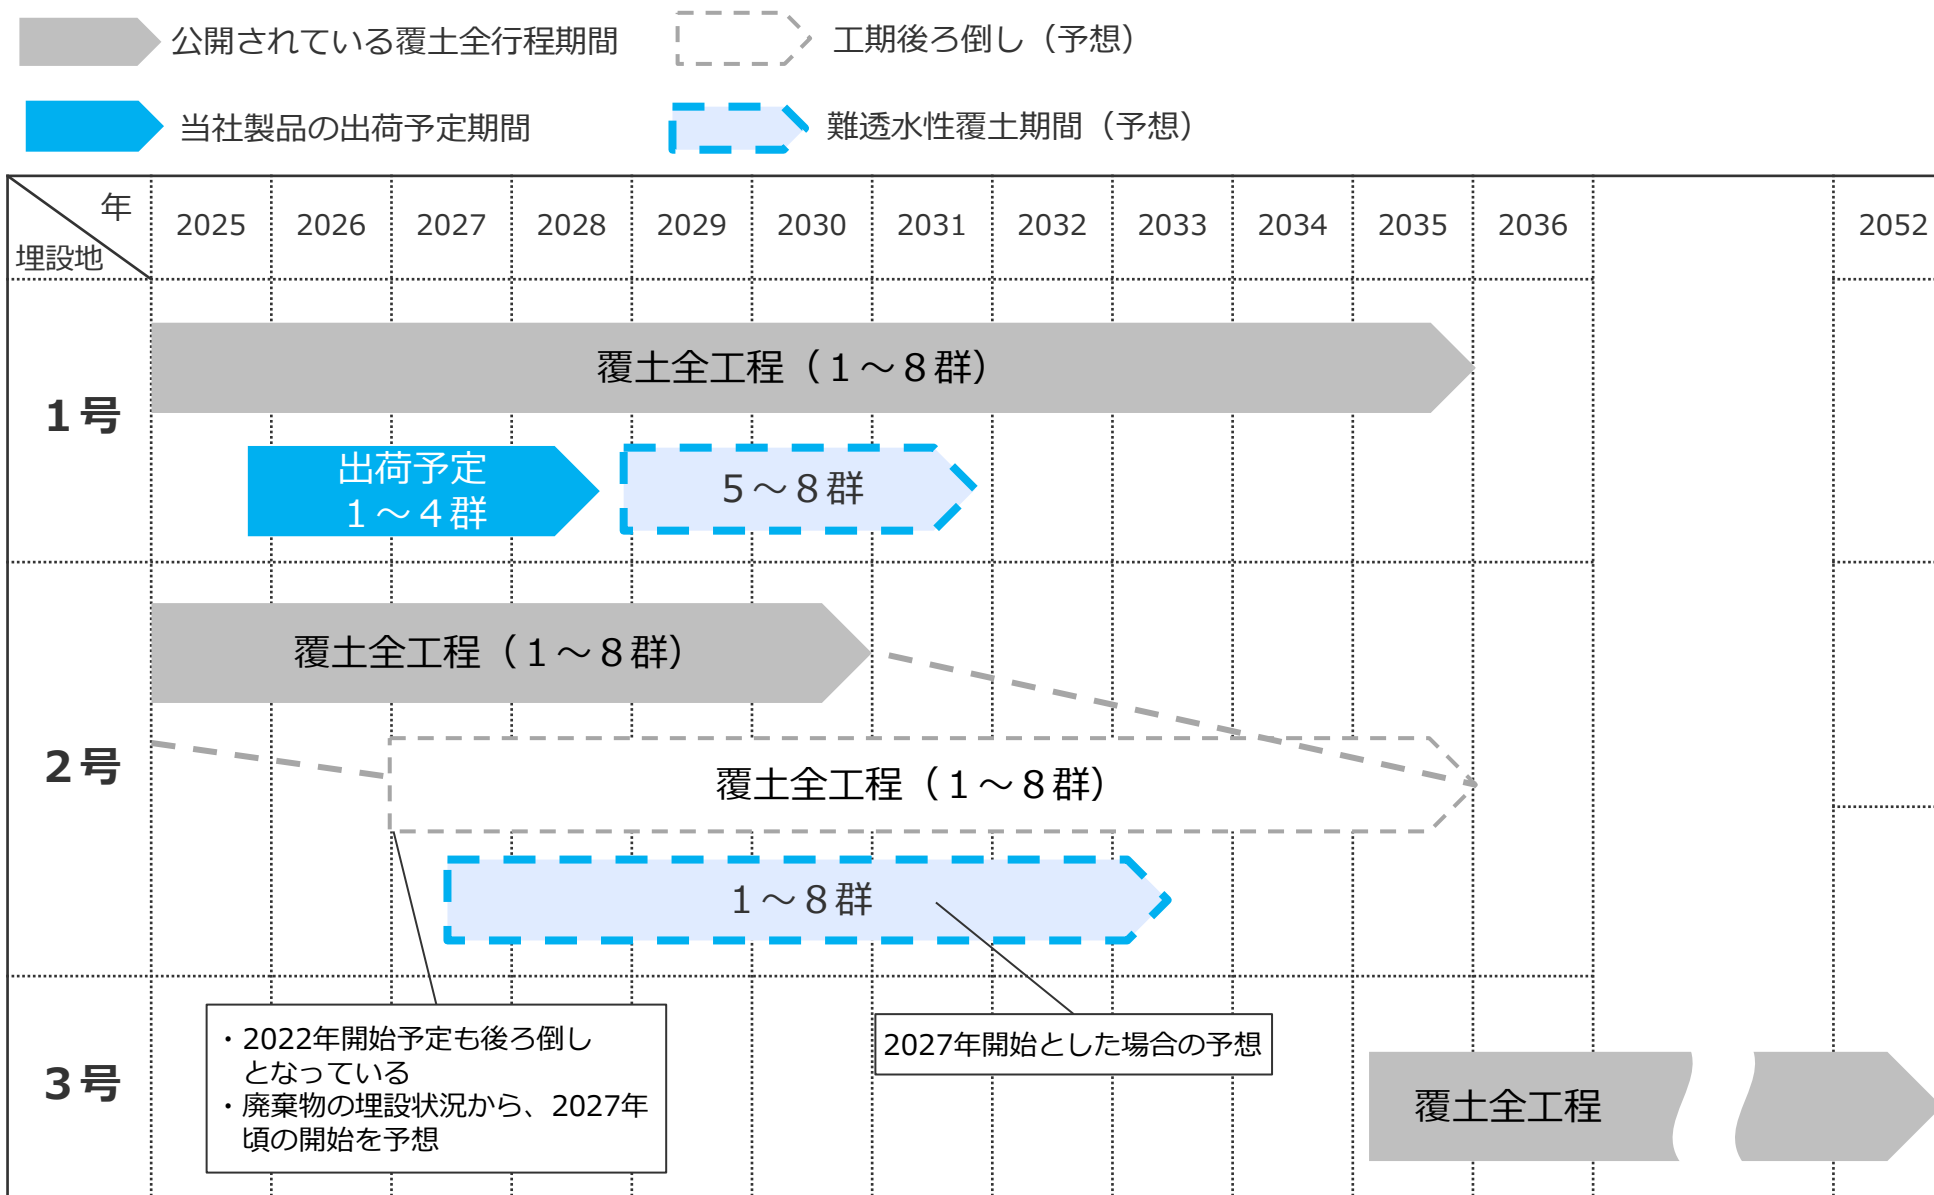 公開されている覆土全行程期間
工期後ろ倒し（予想）
当社製品の出荷予定期間
難透水性覆土期間（予想）
年
埋設地
2025 2026 2027 2028 2029 2030 2031 2032 2033 2034 2035 2036 2052
１号
覆土全工程（１～８群）
出荷予定
１～４群
５～８群
２号
覆土全工程（１～８群）
覆土全工程（１～８群）
１～８群
３号
・2022年開始予定も後ろ倒し
となっている
・廃棄物の埋設状況から、2027年
頃の開始を予想
2027年開始とした場合の予想
覆土全工程